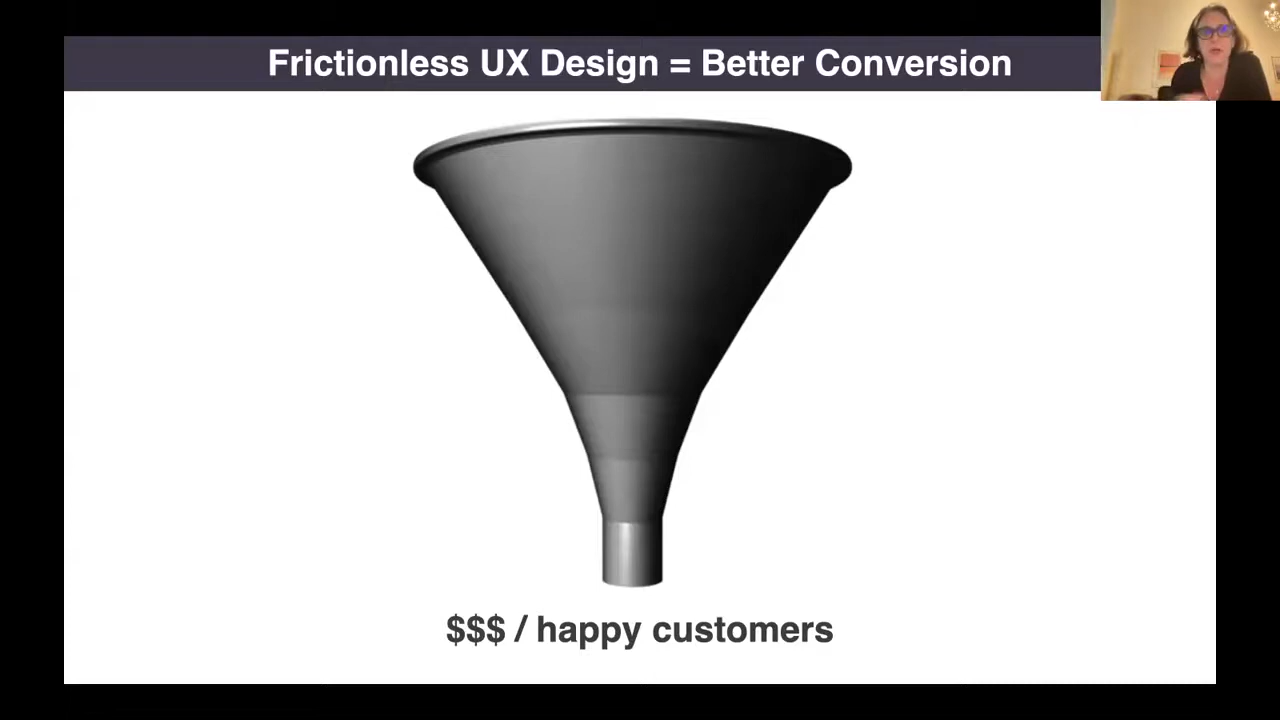 Frictionless UX Design = Better Conversion
$$$ / happy customers